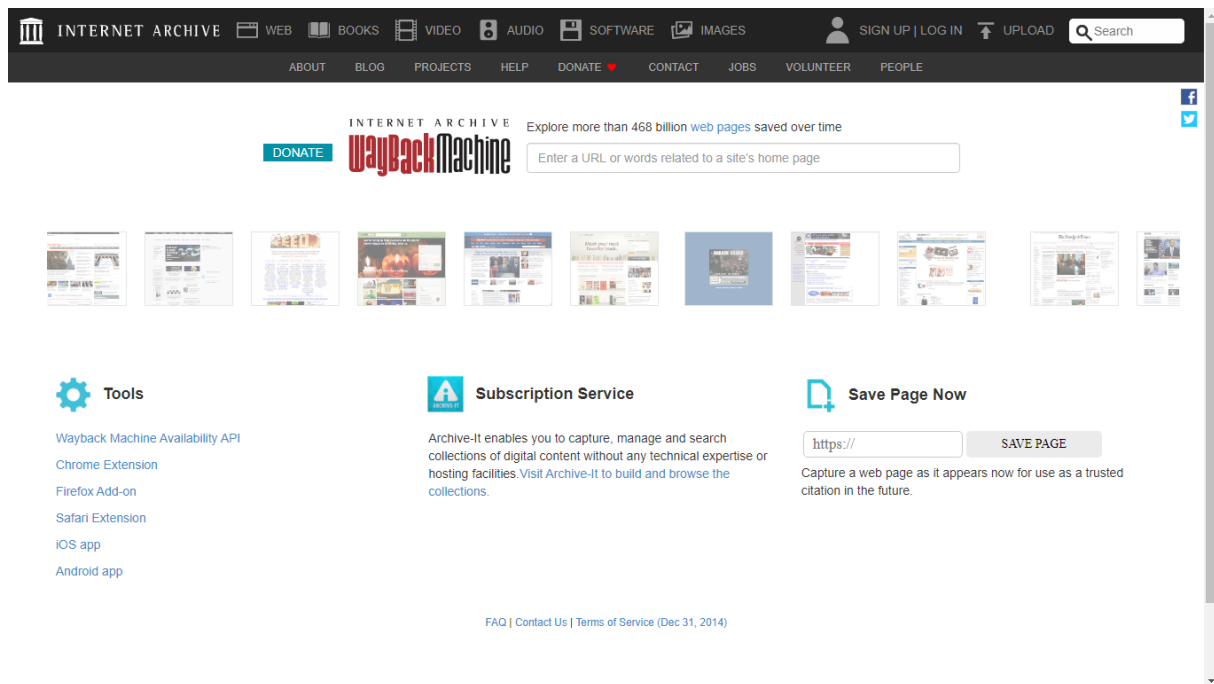 INTERNET ARCHIVE WEB BOOKS VIDEO AUDIO SOFTWARE IMAGES SIGN UP | LOG IN UPLOAD Search
ABOUT BLOG PROJECTS HELP DONATE CONTACT JOBS VOLUNTEER PEOPLE
DONATE
INTERNET ARCHIVE
WayBackMachine
Explore more than 468 billion web pages saved over time
Enter a URL or words related to a site's home page
Tools
Wayback Machine Availability API
Chrome Extension
Firefox Add-on
Safari Extension
iOS app
Android app
ARCHIVE-IT
Subscription Service
Archive-It enables you to capture, manage and search
collections of digital content without any technical expertise or
hosting facilities.Visit Archive-It to build and browse the
collections.
Save Page Now
https:// SAVE PAGE
Capture a web page as it appears now for use as a trusted
citation in the future.
FAQ | Contact Us | Terms of Service (Dec 31, 2014)